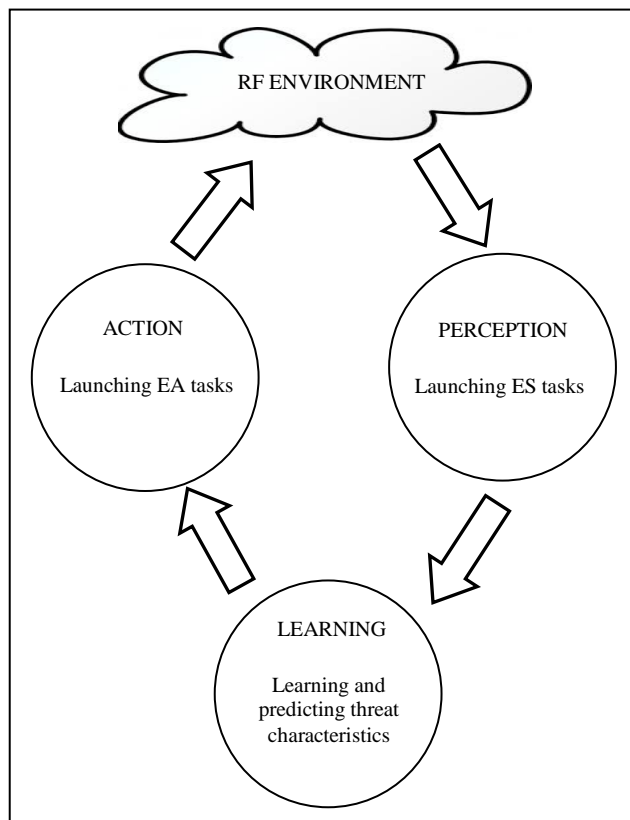 RF ENVIRONMENT
ACTION
Launching EA tasks
PERCEPTION
Launching ES tasks
LEARNING
Learning and
predicting threat
characteristics